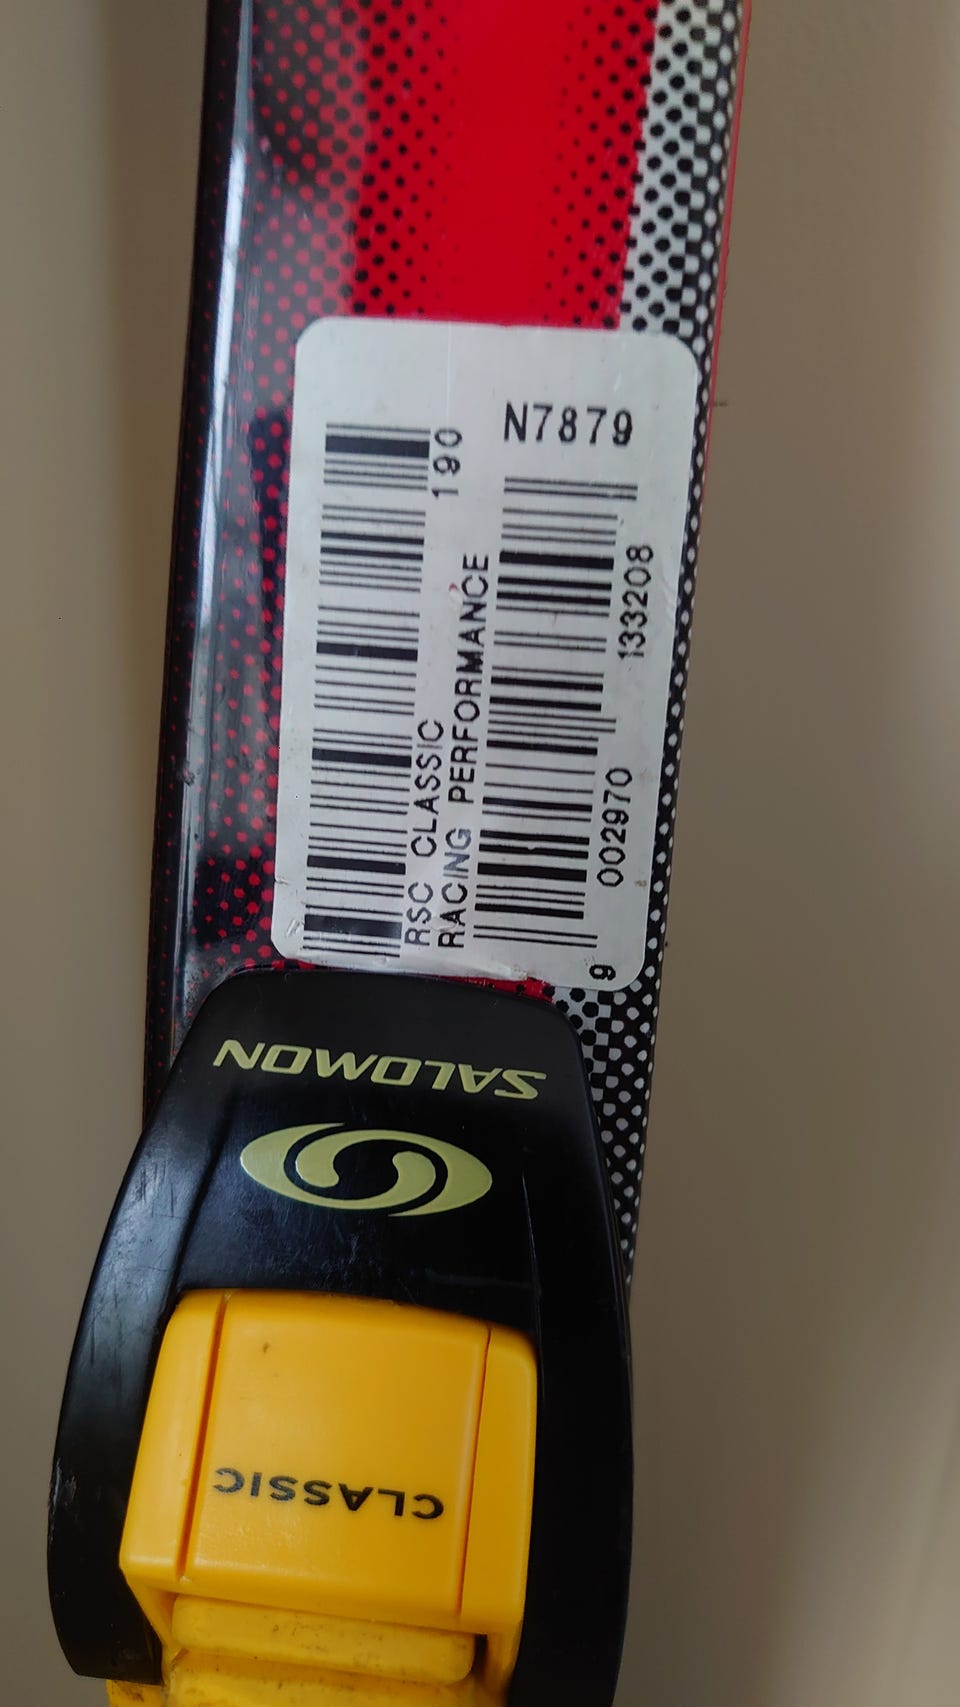 N7879
190
RSC CLASSIC
RACING PERFORMANCE
9 002970 133208
SALOMON
CLASSIC